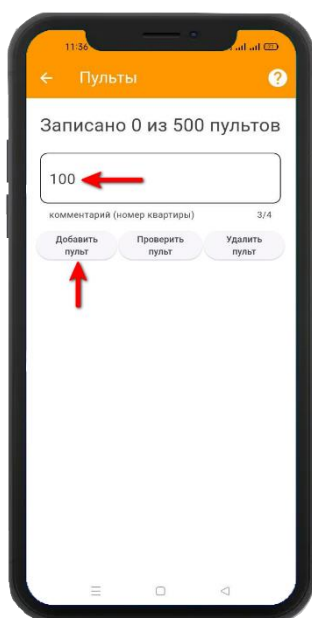 11:36
Пульты
?
Записано 0 из 500 пультов
100
комментарий (номер квартиры) 3/4
Добавить пульт
Проверить пульт
Удалить пульт